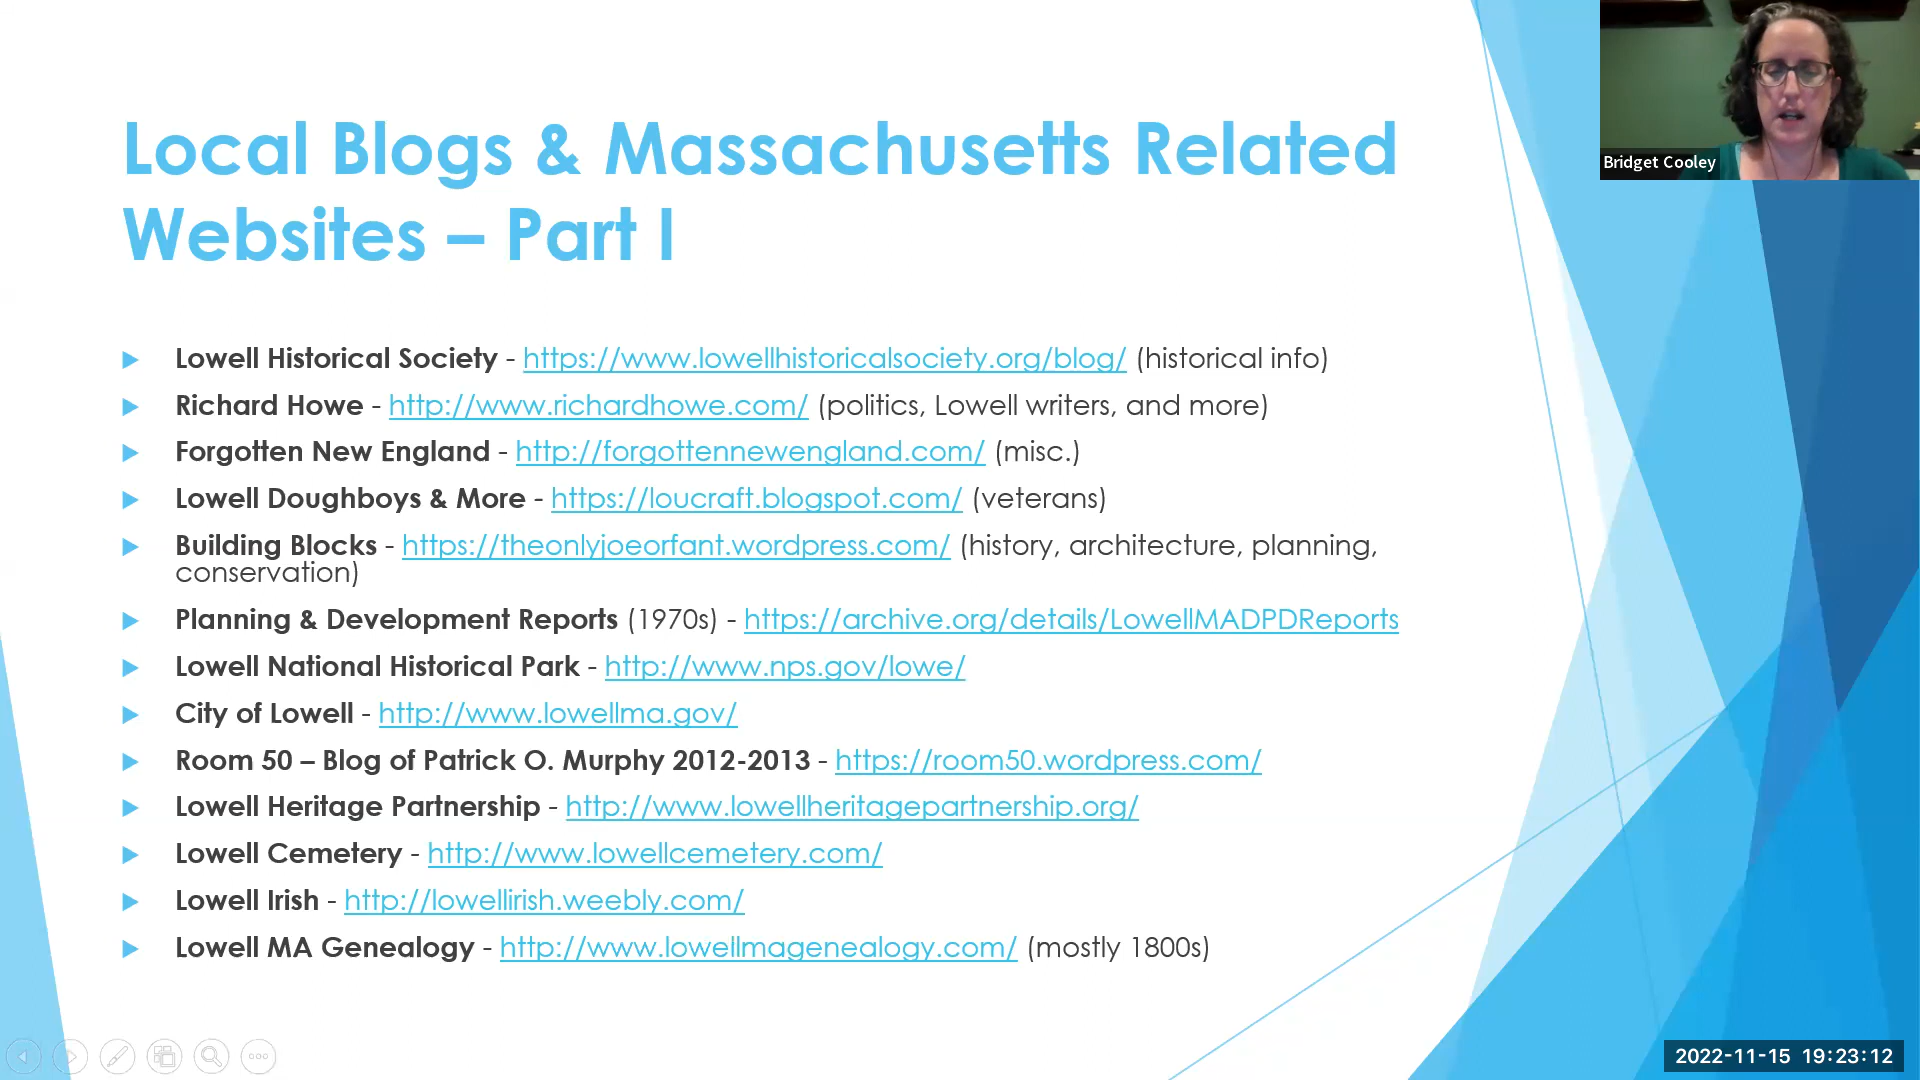 Local Blogs & Massachusetts Related
Websites – Part I
Bridget Cooley
Lowell Historical Society - https://www.lowellhistoricalsociety.org/blog/ (historical info)
Richard Howe - http://www.richardhowe.com/ (politics, Lowell writers, and more)
Forgotten New England - http://forgottennewengland.com/ (misc.)
Lowell Doughboys & More - https://loucraft.blogspot.com/ (veterans)
Building Blocks - https://theonlyjoeorfant.wordpress.com/ (history, architecture, planning,
conservation)
Planning & Development Reports (1970s) - https://archive.org/details/LowellMADPDReports
Lowell National Historical Park - http://www.nps.gov/lowe/
City of Lowell - http://www.lowellma.gov/
Room 50 – Blog of Patrick O. Murphy 2012-2013 - https://room50.wordpress.com/
Lowell Heritage Partnership - http://www.lowellheritagepartnership.org/
Lowell Cemetery - http://www.lowellcemetery.com/
Lowell Irish - http://lowellirish.weebly.com/
Lowell MA Genealogy - http://www.lowellmagenealogy.com/ (mostly 1800s)
2022-11-15 19:23:12